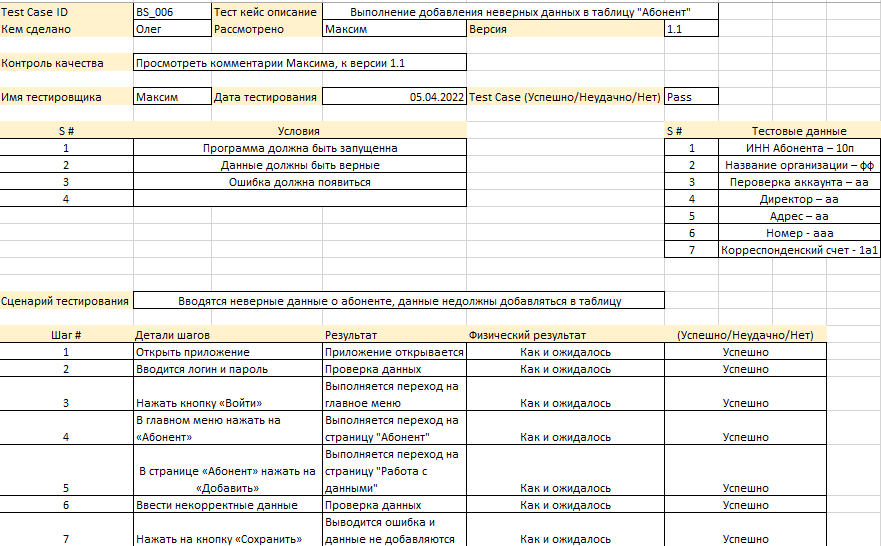 Test Case ID BS_006 Тест кейс описание Выполнение добавления неверных данных в таблицу "Абонент"
Кем сделано Олег Рассмотрено Максим Версия 1.1
Контроль качества Просмотреть комментарии Максима, к версии 1.1
Имя тестировщика Максим Дата тестирования 05.04.2022 Test Case (Успешно/Неудачно/Нет) Pass
S # Условия S # Тестовые данные
1 Программа должна быть запущенна 1 ИНН Абонента – 10п
2 Данные должны быть верные 2 Название организации – фф
3 Ошибка должна появиться 3 Пероверка аккаунта – аа
4 4 Директор – аа
5 Адрес – аа
6 Номер - ааа
7 Корреспонденский счет - 1а1
Сценарий тестирования Вводятся неверные данные о абоненте, данные недолжны добавляться в таблицу
Шаг # Детали шагов Результат Физический результат (Успешно/Неудачно/Нет)
1 Открыть приложение Приложение открывается Как и ожидалось Успешно
2 Вводится логин и пароль Проверка данных Как и ожидалось Успешно
Выполняется переход на
3 Нажать кнопку «Войти» главное меню Как и ожидалось Успешно
В главном меню нажать на Выполняется переход на
4 «Абонент» страницу "Абонент" Как и ожидалось Успешно
Выполняется переход на
В странице «Абонент» нажать на страницу "Работа с
5 «Добавить» данными" Как и ожидалось Успешно
6 Ввести некорректные данные Проверка данных Как и ожидалось Успешно
Выводится ошибка и
7 Нажать на кнопку «Сохранить» данные не добавляются Как и ожидалось Успешно